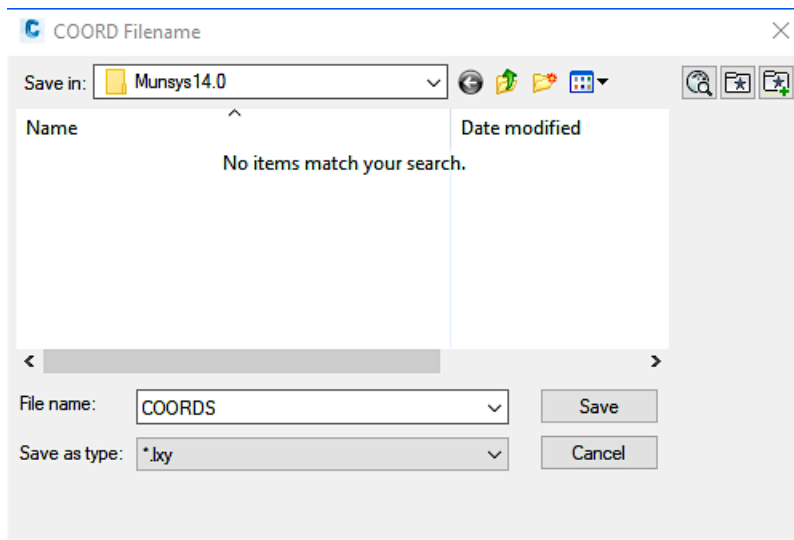 COORD Filename
Save in: Munsys14.0
Name Date modified
No items match your search.
File name: COORDS Save
Save as type: *.lxy Cancel